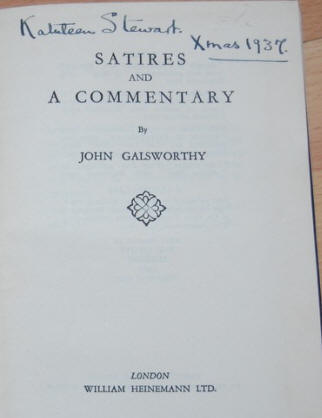 Kathleen Stewart.
Xmas 1937.
SATIRES
AND
A COMMENTARY
By
JOHN GALSWORTHY
LONDON
WILLIAM HEINEMANN LTD.